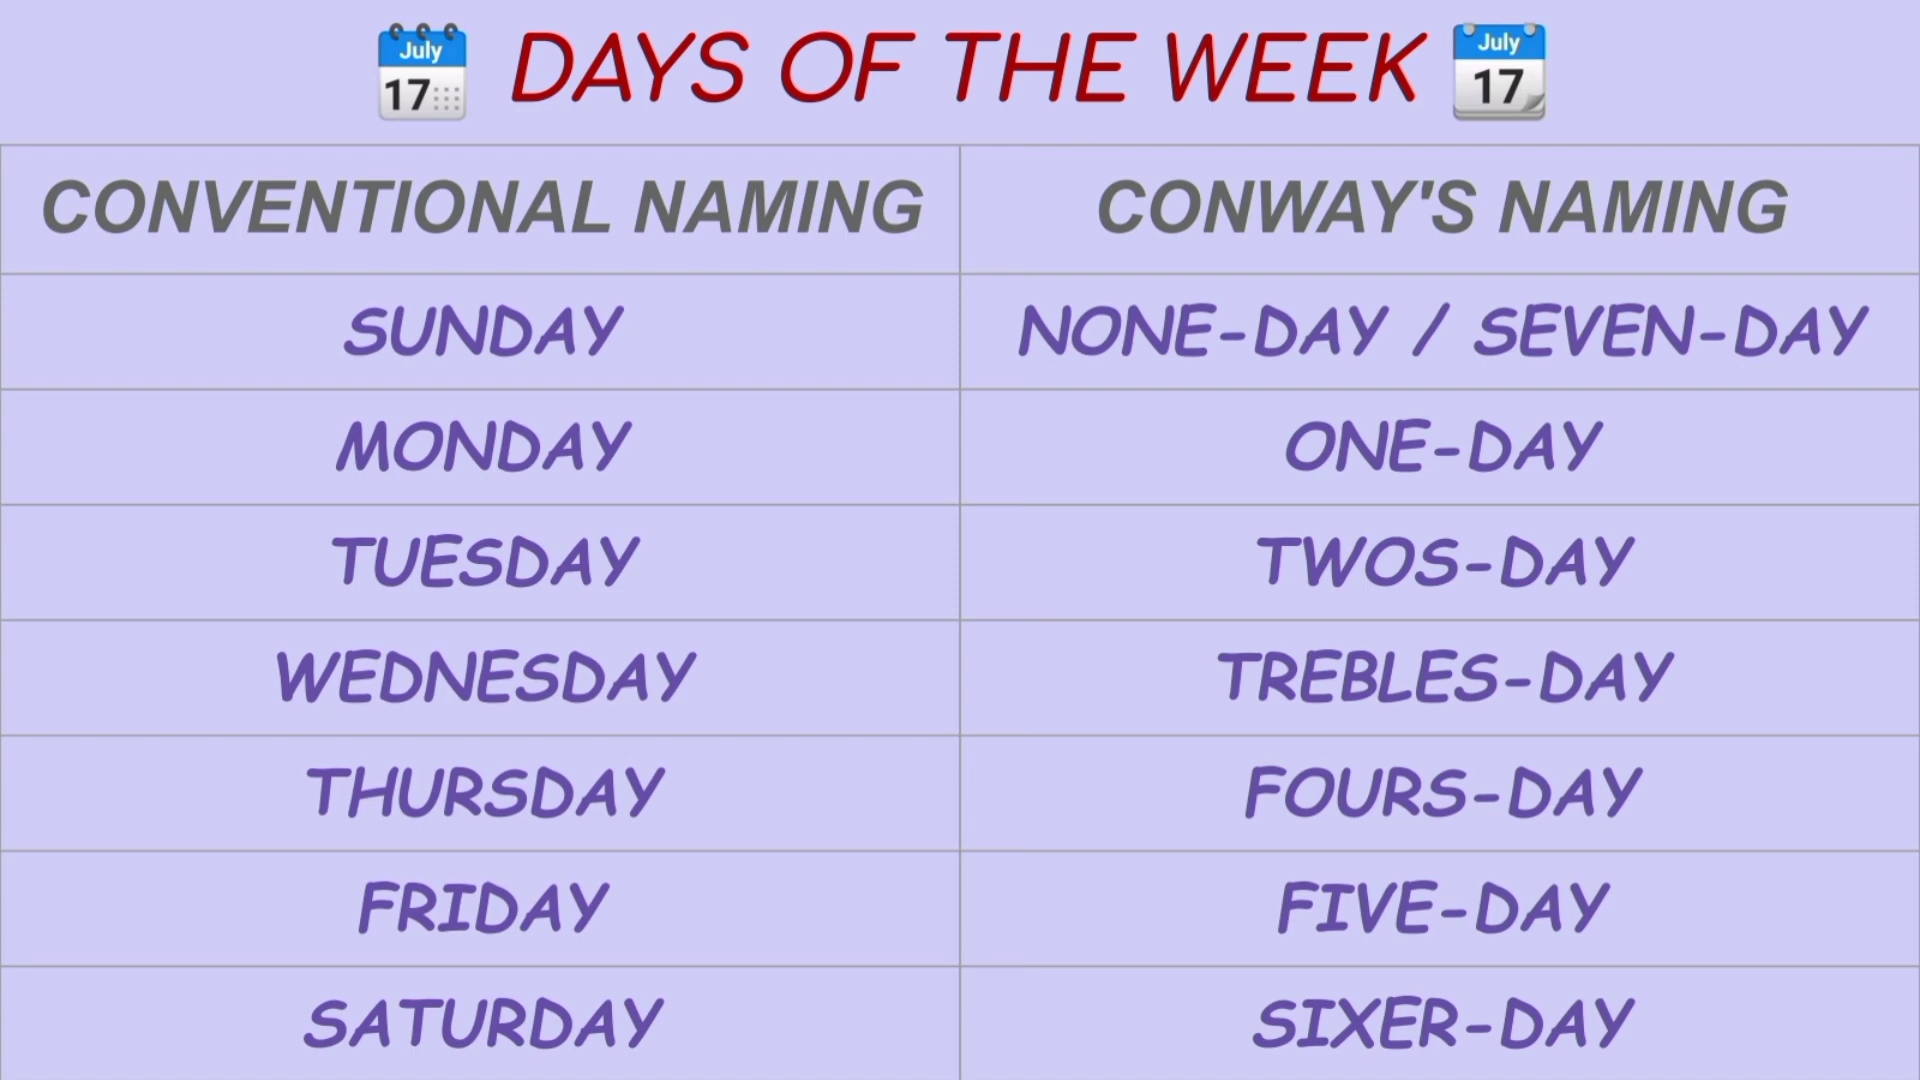 July
17
DAYS OF THE WEEK
July
17
CONVENTIONAL NAMING
CONWAY'S NAMING
SUNDAY
NONE-DAY / SEVEN-DAY
MONDAY
ONE-DAY
TUESDAY
TWOS-DAY
WEDNESDAY
TREBLES-DAY
THURSDAY
FOURS-DAY
FRIDAY
FIVE-DAY
SATURDAY
SIXER-DAY